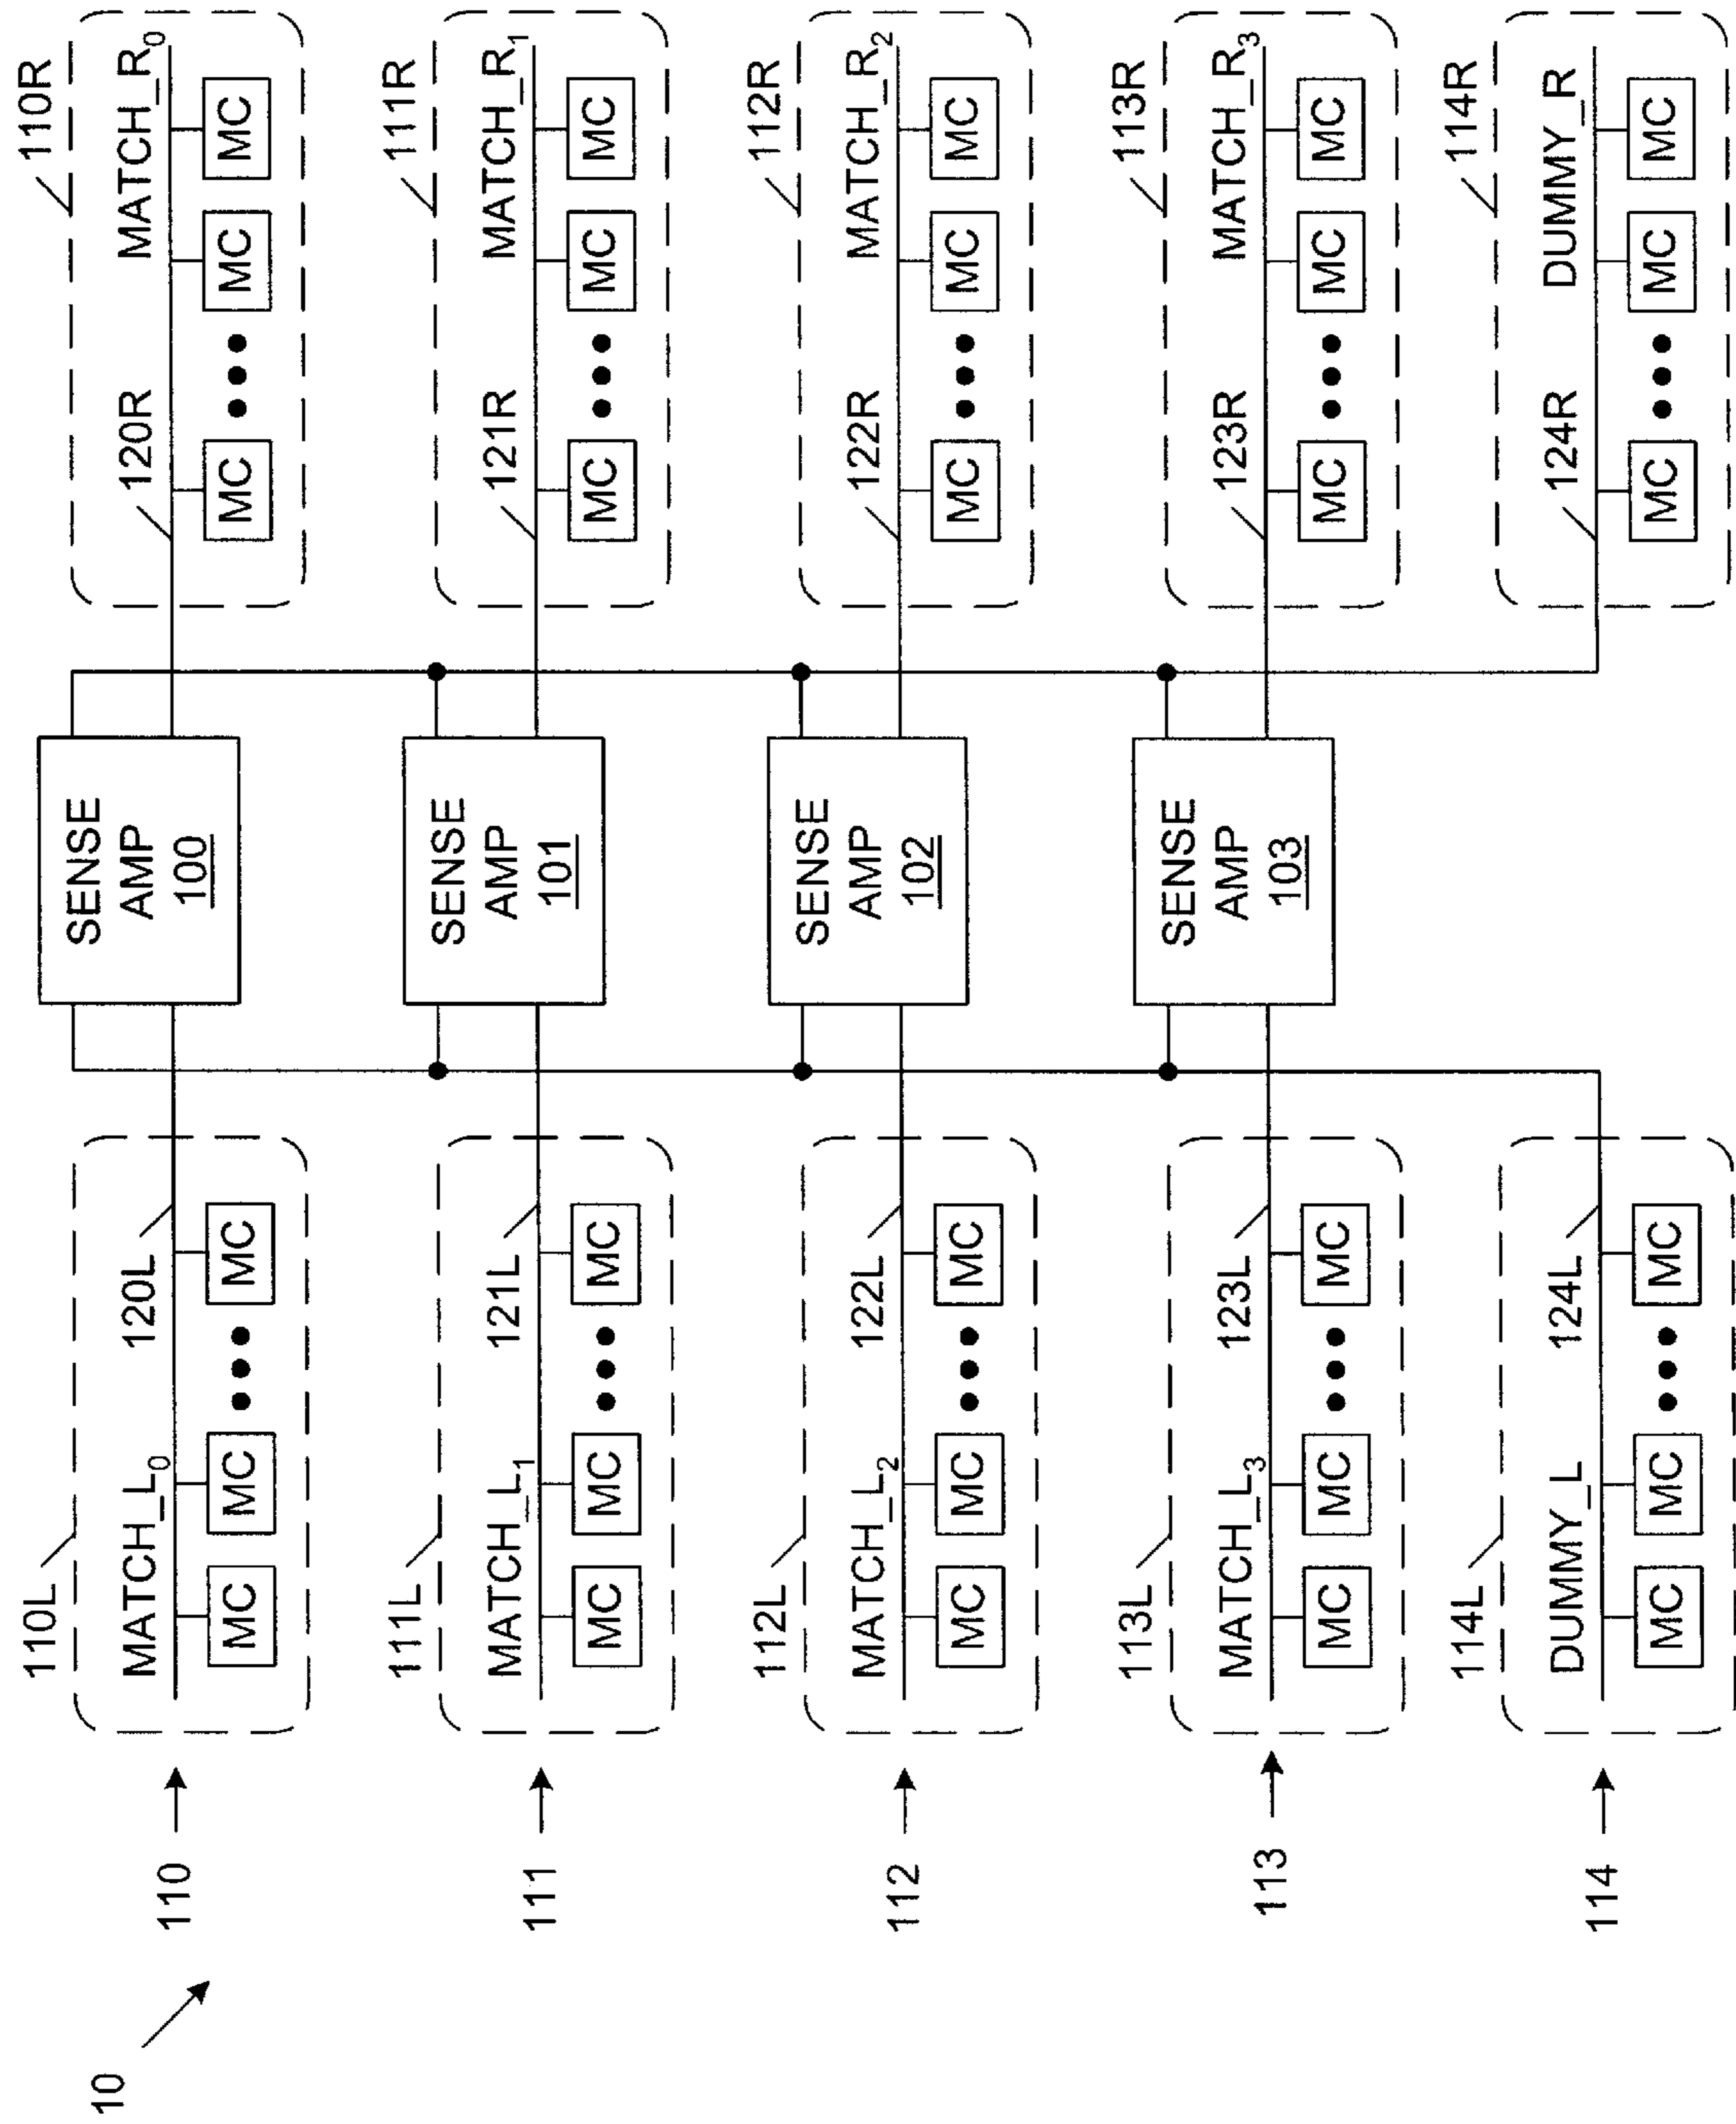 10
110L
110R
110
MATCH_L0
120L
SENSE
AMP
100
120R
MATCH_R0
MC MC ••• MC
MC ••• MC MC
111L
111R
111
MATCH_L1
121L
SENSE
AMP
101
121R
MATCH_R1
MC MC ••• MC
MC ••• MC MC
112L
112R
112
MATCH_L2
122L
SENSE
AMP
102
122R
MATCH_R2
MC MC ••• MC
MC ••• MC MC
113L
113R
113
MATCH_L3
123L
SENSE
AMP
103
123R
MATCH_R3
MC MC ••• MC
MC ••• MC MC
114L
114R
114
DUMMY_L
124L
124R
DUMMY_R
MC MC ••• MC
MC ••• MC MC